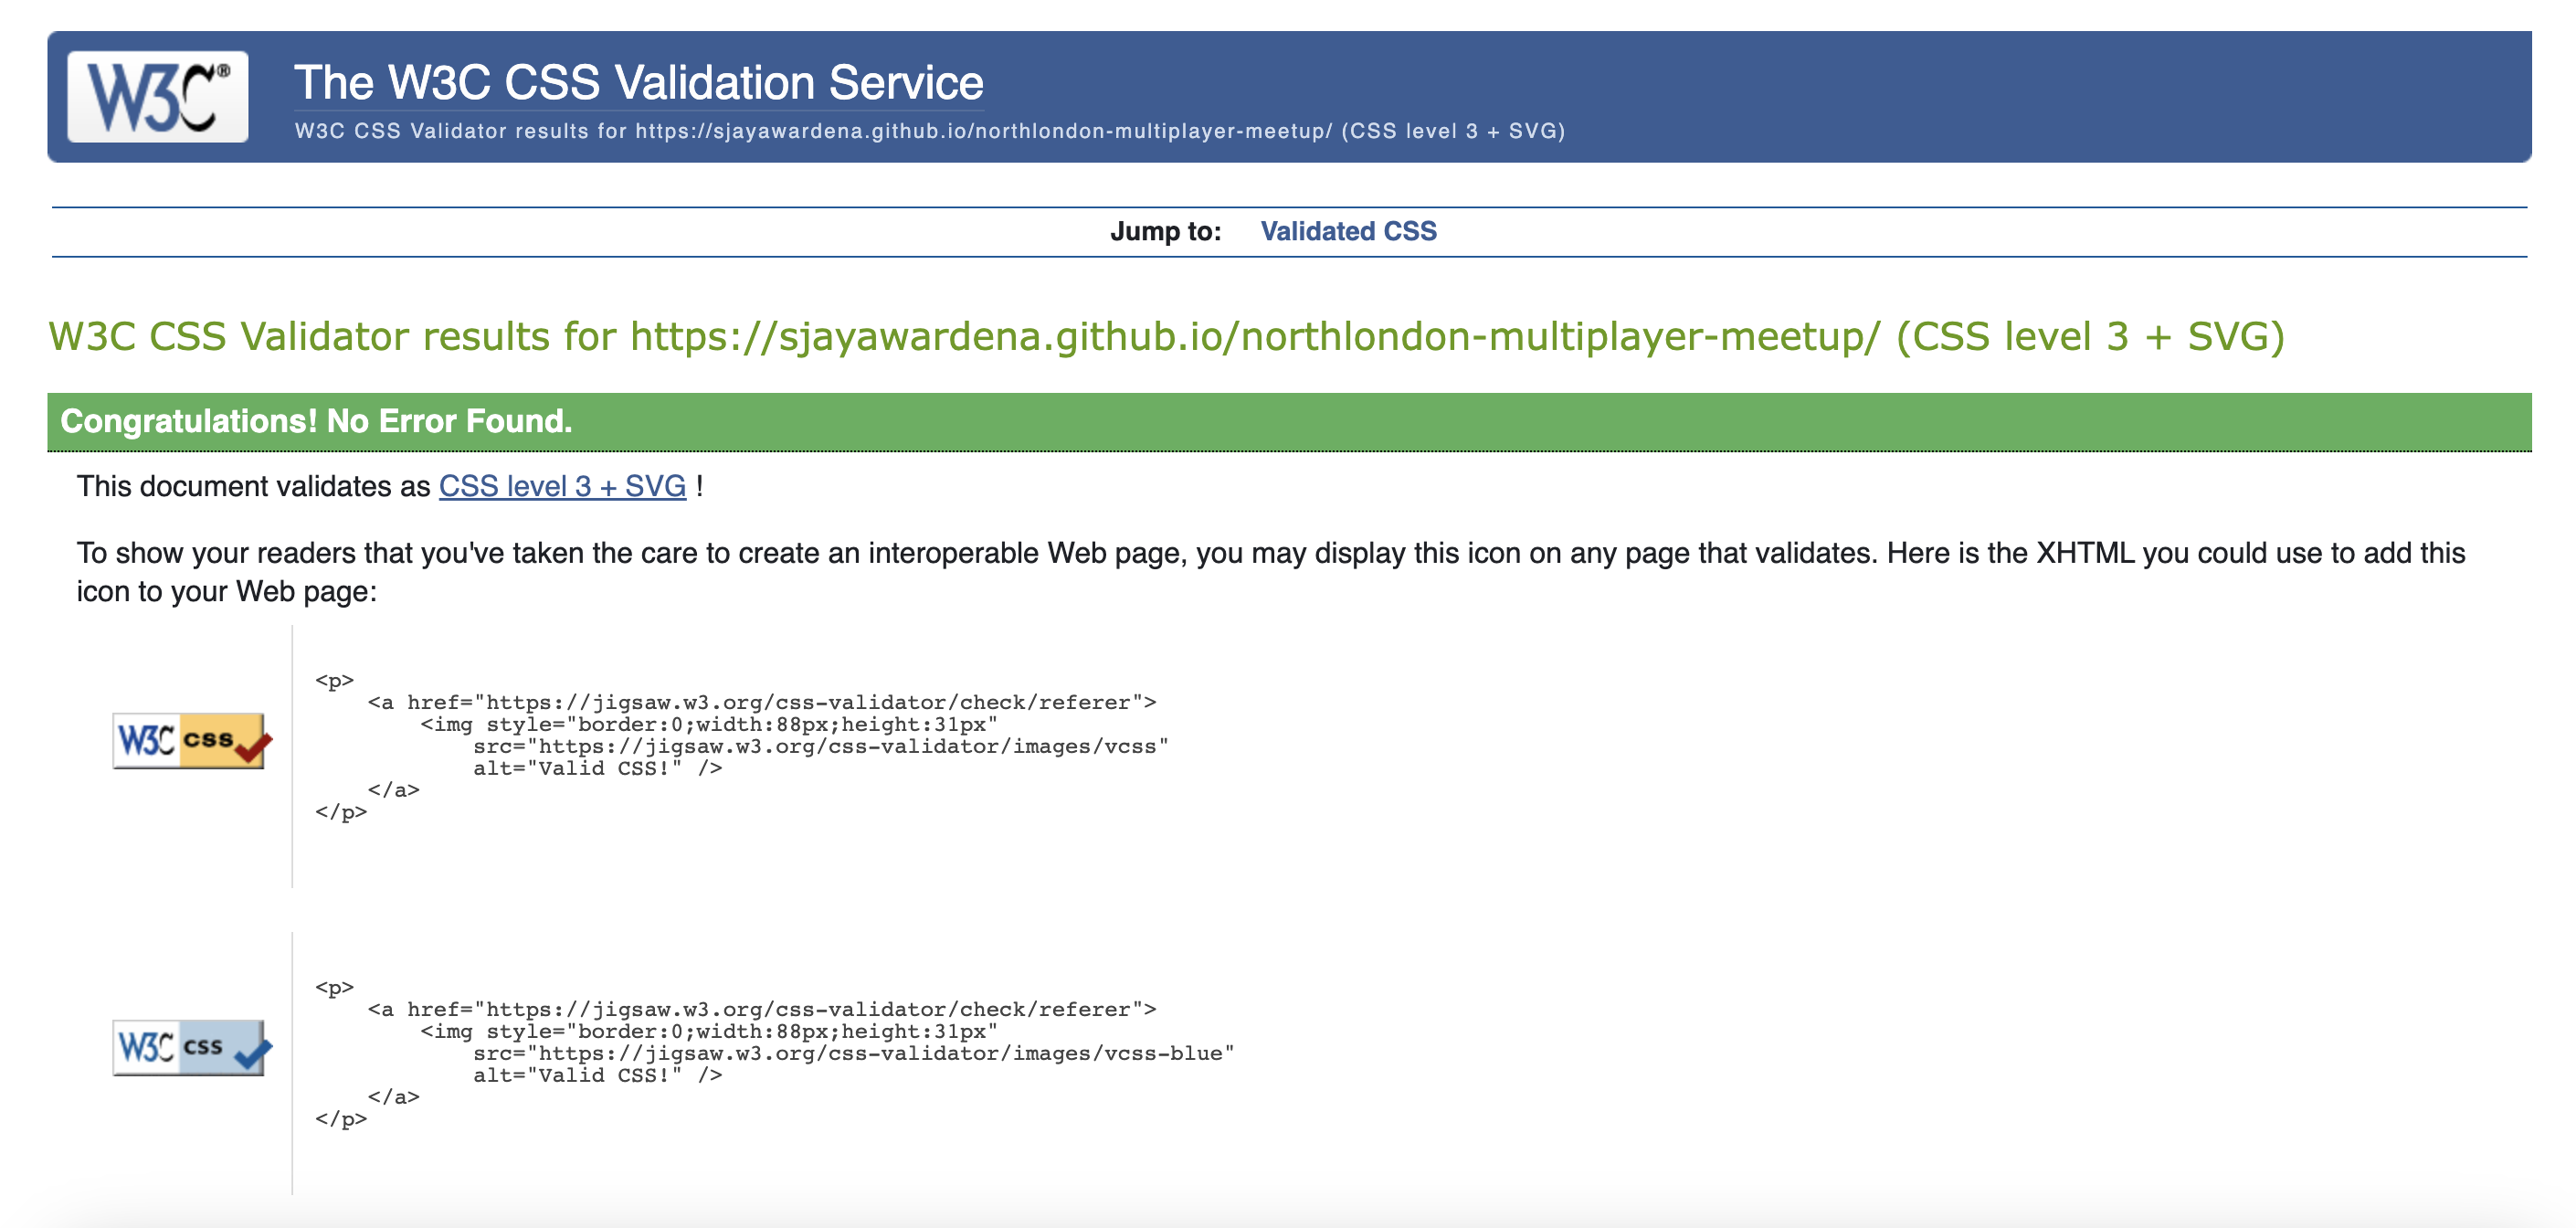 W3C®
The W3C CSS Validation Service
W3C CSS Validator results for https://sjayawardena.github.io/northlondon-multiplayer-meetup/ (CSS level 3 + SVG)
Jump to: Validated CSS
W3C CSS Validator results for https://sjayawardena.github.io/northlondon-multiplayer-meetup/ (CSS level 3 + SVG)
Congratulations! No Error Found.
This document validates as CSS level 3 + SVG !
To show your readers that you've taken the care to create an interoperable Web page, you may display this icon on any page that validates. Here is the XHTML you could use to add this
icon to your Web page:
W3C css
<p>
    <a href="https://jigsaw.w3.org/css-validator/check/referer">
        <img style="border:0;width:88px;height:31px"
            src="https://jigsaw.w3.org/css-validator/images/vcss"
            alt="Valid CSS!" />
    </a>
</p>
W3C css
<p>
    <a href="https://jigsaw.w3.org/css-validator/check/referer">
        <img style="border:0;width:88px;height:31px"
            src="https://jigsaw.w3.org/css-validator/images/vcss-blue"
            alt="Valid CSS!" />
    </a>
</p>